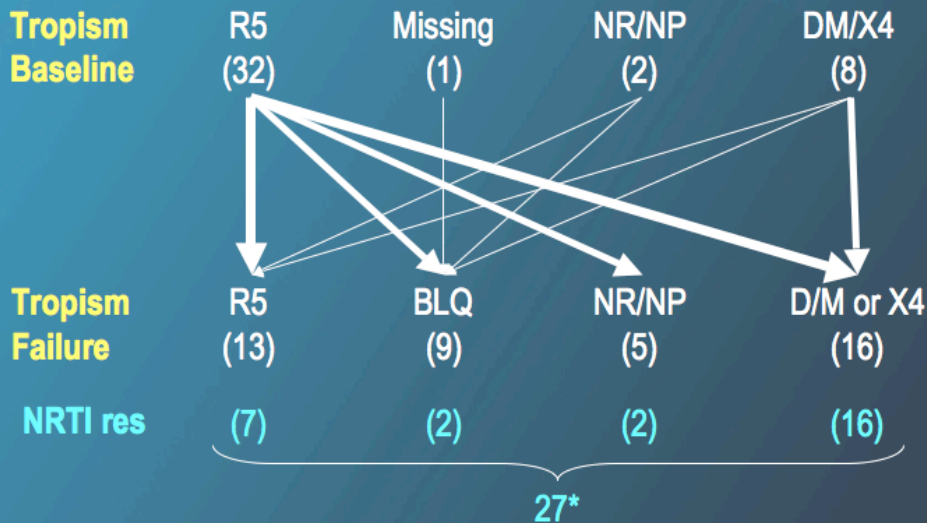 Tropism R5 Missing NR/NP DM/X4
Baseline (32) (1) (2) (8)
Tropism R5 BLQ NR/NP D/M or X4
Failure (13) (9) (5) (16)
NRTI res (7) (2) (2) (16)
27*